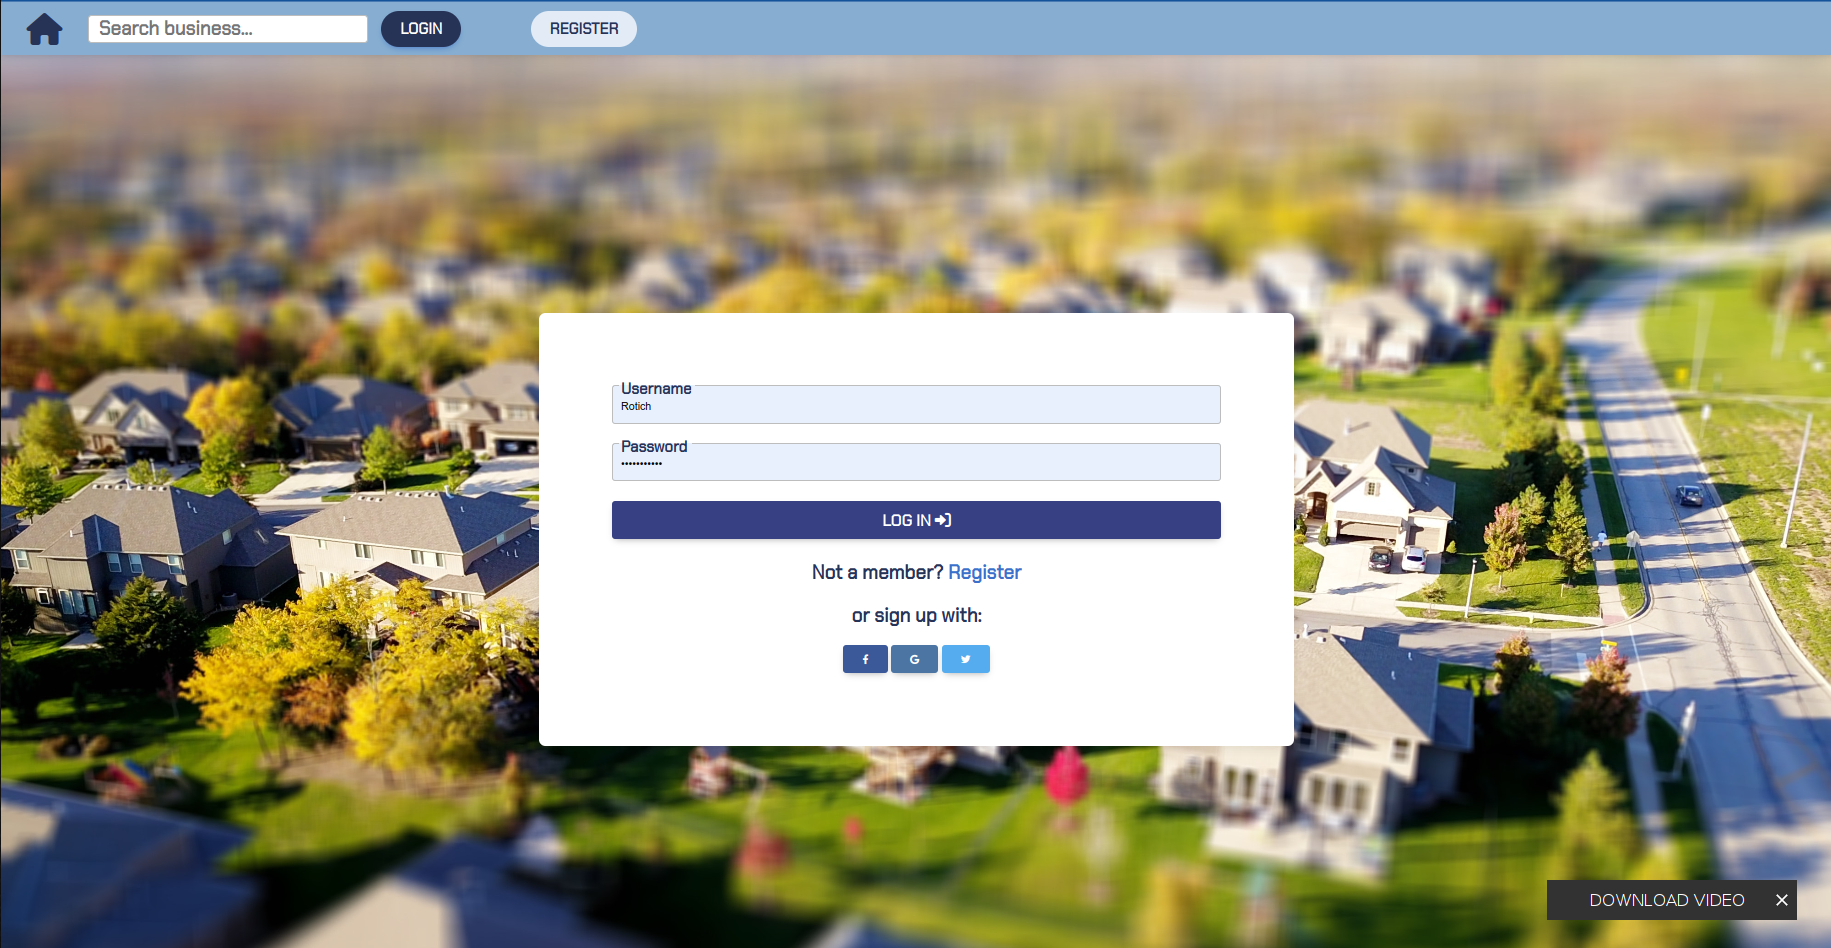 Search business...
LOGIN
REGISTER
Username
Rotich
Password
•••••••••••
LOG IN
Not a member? Register
or sign up with:
DOWNLOAD VIDEO